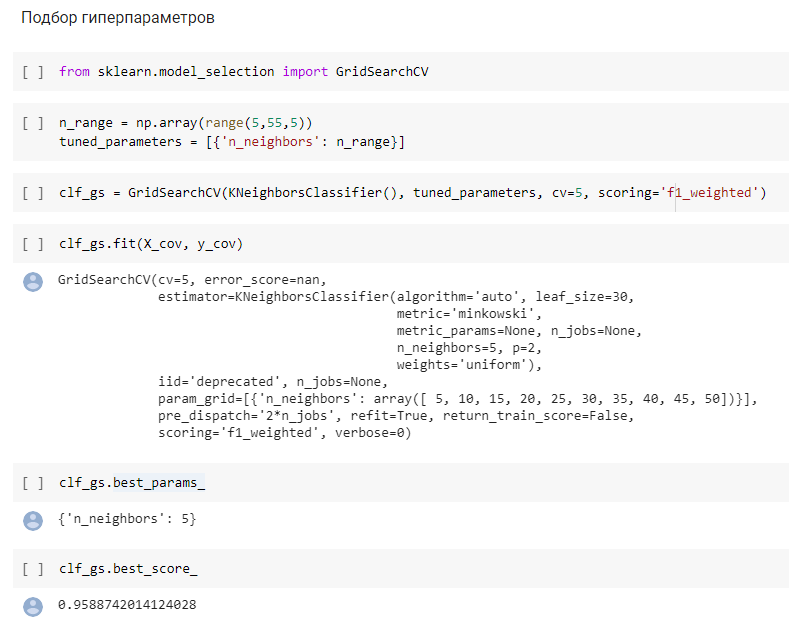 Подбор гиперпараметров
[ ] from sklearn.model_selection import GridSearchCV
[ ] n_range = np.array(range(5,55,5))
tuned_parameters = [{'n_neighbors': n_range}]
[ ] clf_gs = GridSearchCV(KNeighborsClassifier(), tuned_parameters, cv=5, scoring='f1_weighted')
[ ] clf_gs.fit(X_cov, y_cov)
GridSearchCV(cv=5, error_score=nan,
estimator=KNeighborsClassifier(algorithm='auto', leaf_size=30,
metric='minkowski',
metric_params=None, n_jobs=None,
n_neighbors=5, p=2,
weights='uniform'),
iid='deprecated', n_jobs=None,
param_grid=[{'n_neighbors': array([ 5, 10, 15, 20, 25, 30, 35, 40, 45, 50])}],
pre_dispatch='2*n_jobs', refit=True, return_train_score=False,
scoring='f1_weighted', verbose=0)
[ ] clf_gs.best_params_
{'n_neighbors': 5}
[ ] clf_gs.best_score_
0.9588742014124028